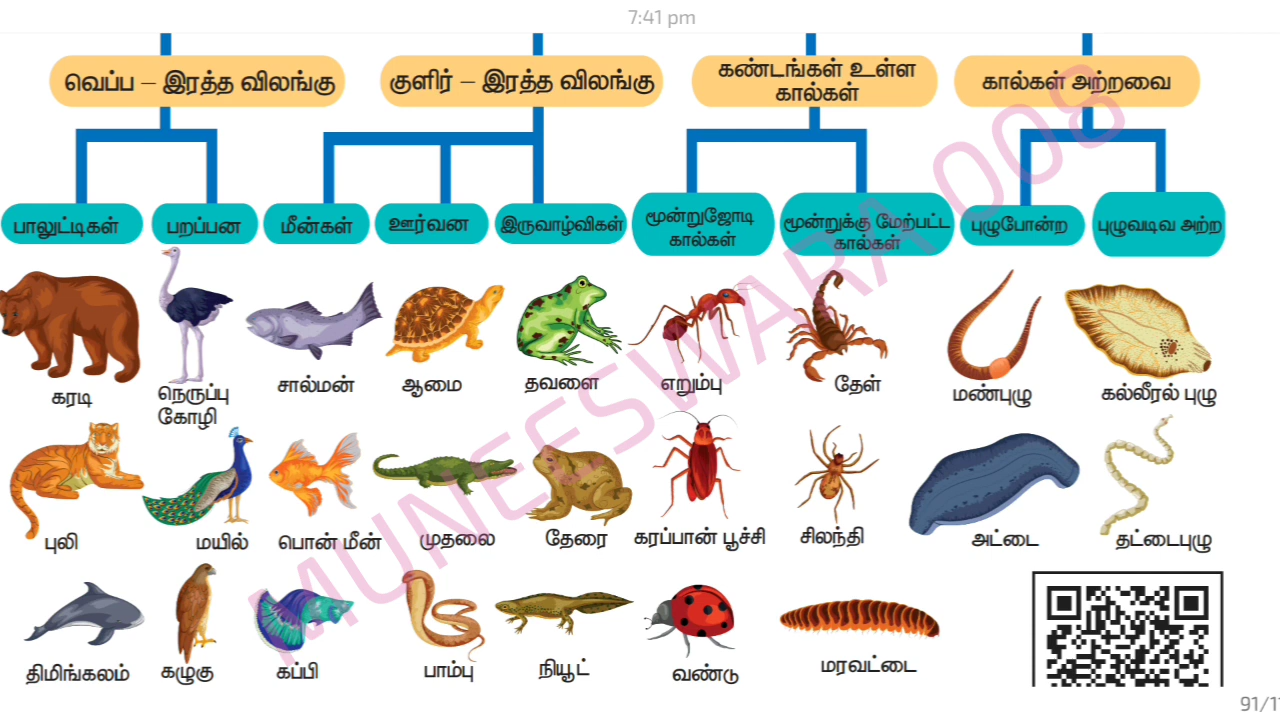 7:41 pm
வெப்ப – இரத்த விலங்கு
குளிர் – இரத்த விலங்கு
கண்டங்கள் உள்ள
கால்கள்
கால்கள் அற்றவை
பாலுட்டிகள்
பறப்பன
மீன்கள்
ஊர்வன
இருவாழ்விகள்
மூன்றுஜோடி
கால்கள்
மூன்றுக்கு மேற்பட்ட
கால்கள்
புழுபோன்ற
புழுவடிவ அற்ற
கரடி
நெருப்பு
கோழி
சால்மன்
ஆமை
தவளை
எறும்பு
தேள்
மண்புழு
கல்லீரல் புழு
புலி
மயில்
பொன் மீன்
முதலை
தேரை
கரப்பான் பூச்சி
சிலந்தி
அட்டை
தட்டைபுழு
திமிங்கலம்
கழுகு
கப்பி
பாம்பு
நியூட்
வண்டு
மரவட்டை
MUNEESWARA 008